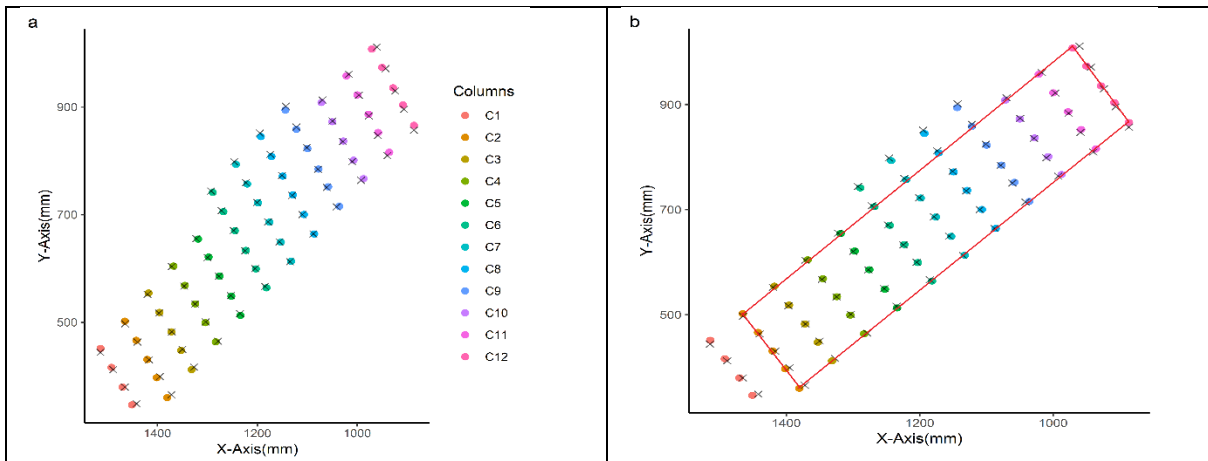 a
900
700
500
Y-Axis(mm)
1400
1200
1000
X-Axis(mm)
Columns
C1
C2
C3
C4
C5
C6
C7
C8
C9
C10
C11
C12
b
900
700
500
Y-Axis(mm)
1400
1200
1000
X-Axis(mm)